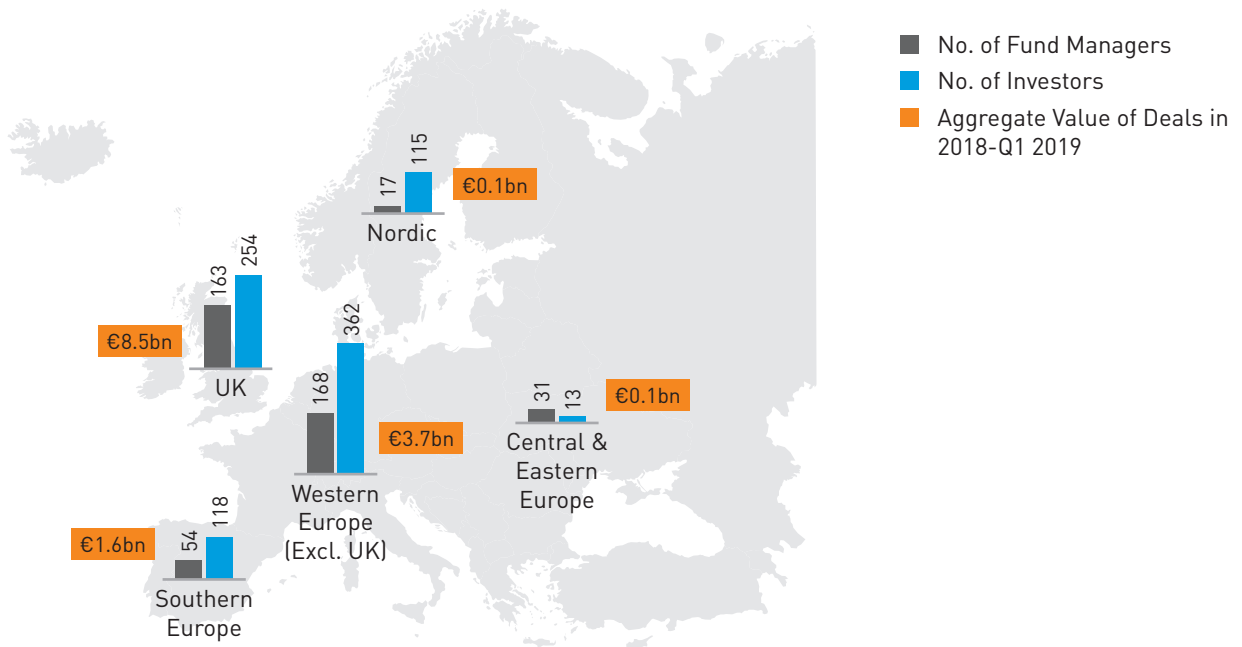 No. of Fund Managers
No. of Investors
Aggregate Value of Deals in
2018-Q1 2019
17
115
€0.1bn
Nordic
163
254
€8.5bn
UK
168
362
€3.7bn
Western
Europe
(Excl. UK)
31
13
€0.1bn
Central &
Eastern
Europe
54
118
€1.6bn
Southern
Europe